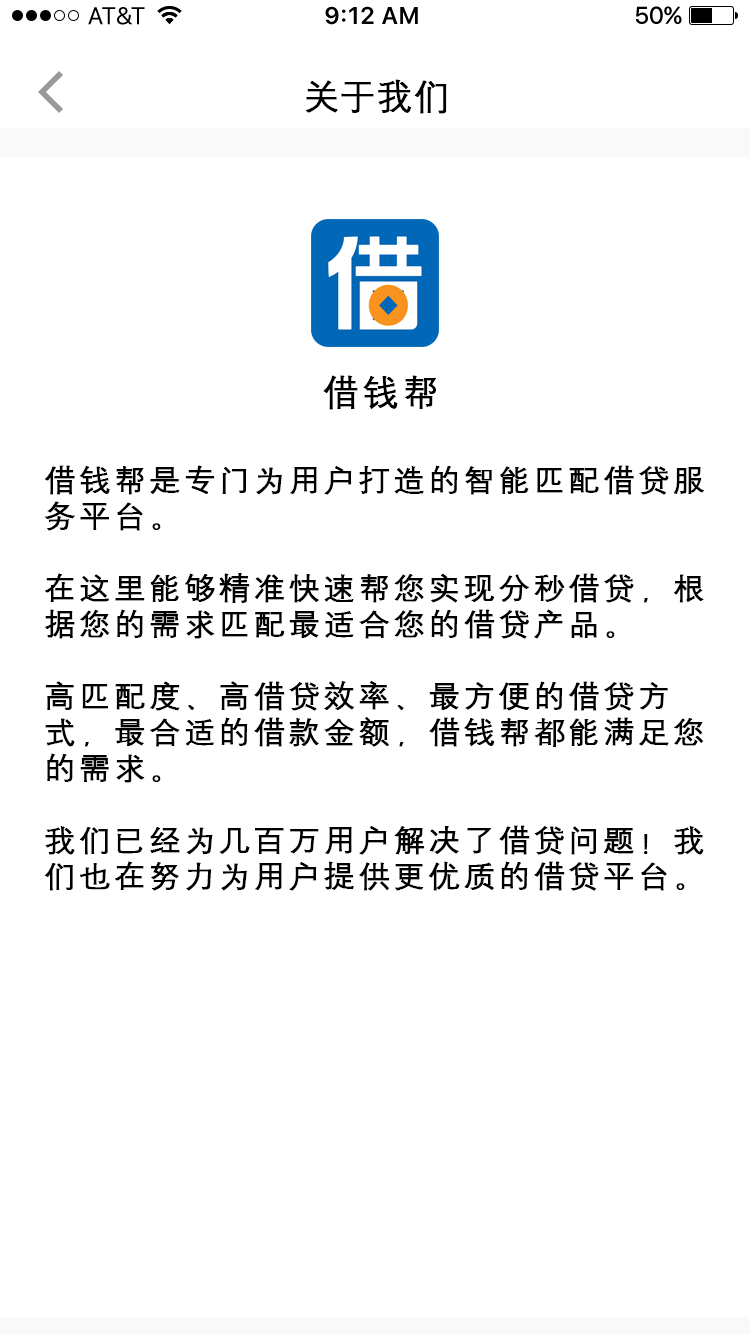 AT&T 9:12 AM 50%
关于我们
借
借钱帮
借钱帮是专门为用户打造的智能匹配借贷服
务平台。
在这里能够精准快速帮您实现分秒借贷，根
据您的需求匹配最适合您的借贷产品。
高匹配度、高借贷效率、最方便的借贷方
式，最合适的借款金额，借钱帮都能满足您
的需求。
我们已经为几百万用户解决了借贷问题！我
们也在努力为用户提供更优质的借贷平台。